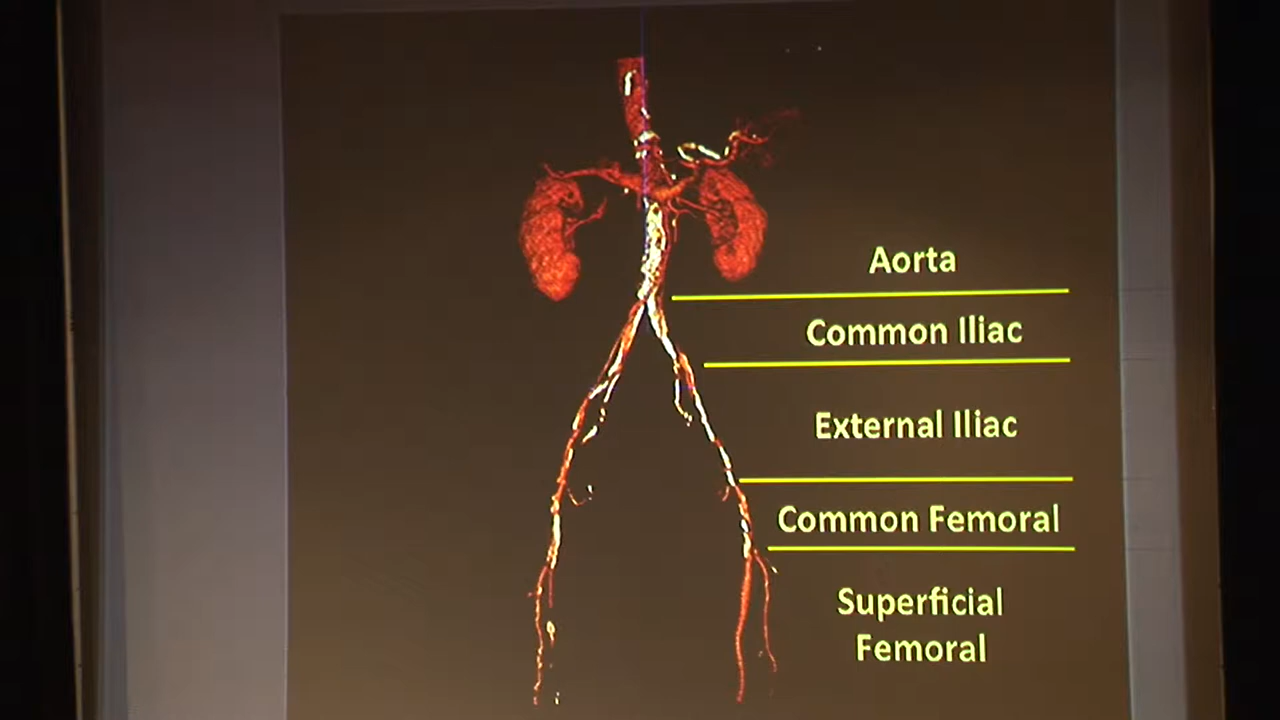 Aorta
Common Iliac
External Iliac
Common Femoral
Superficial
Femoral